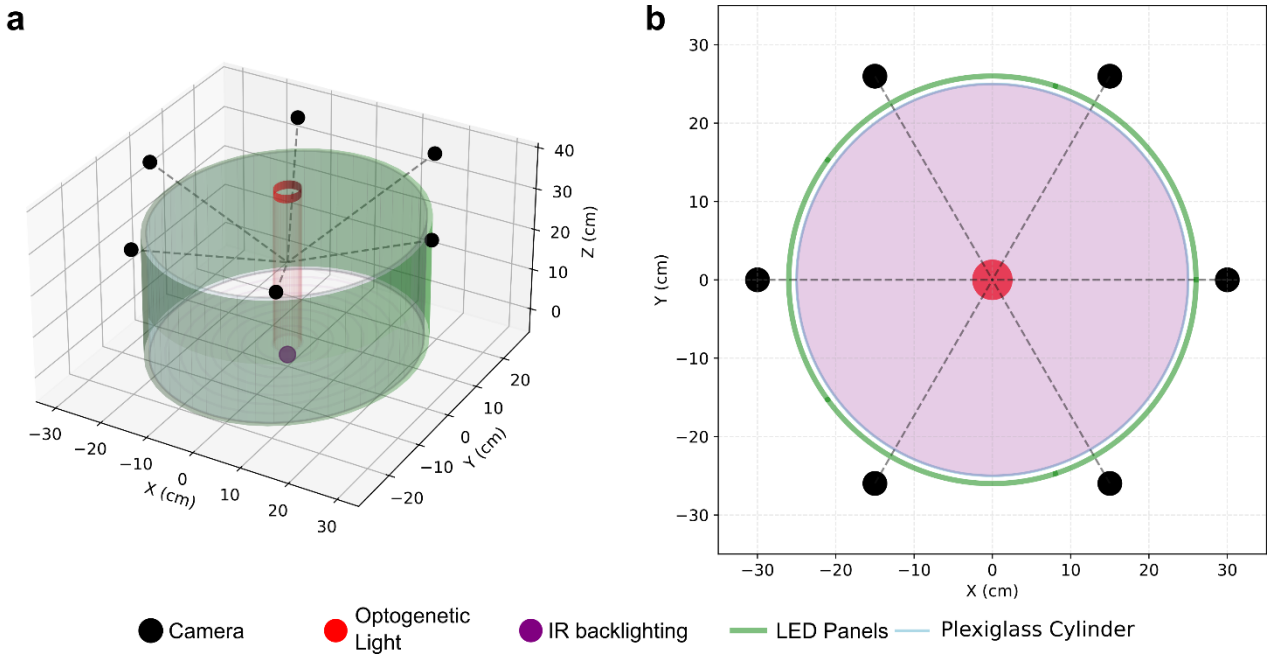 a
b
40
30
20
10
0
Z (cm)
−30
−20
−10
0
10
20
30
X (cm)
−20
−10
0
10
20
Y (cm)
30
20
10
0
−10
−20
−30
Y (cm)
−30
−20
−10
0
10
20
30
X (cm)
Camera
Optogenetic
Light
IR backlighting
LED Panels
Plexiglass Cylinder